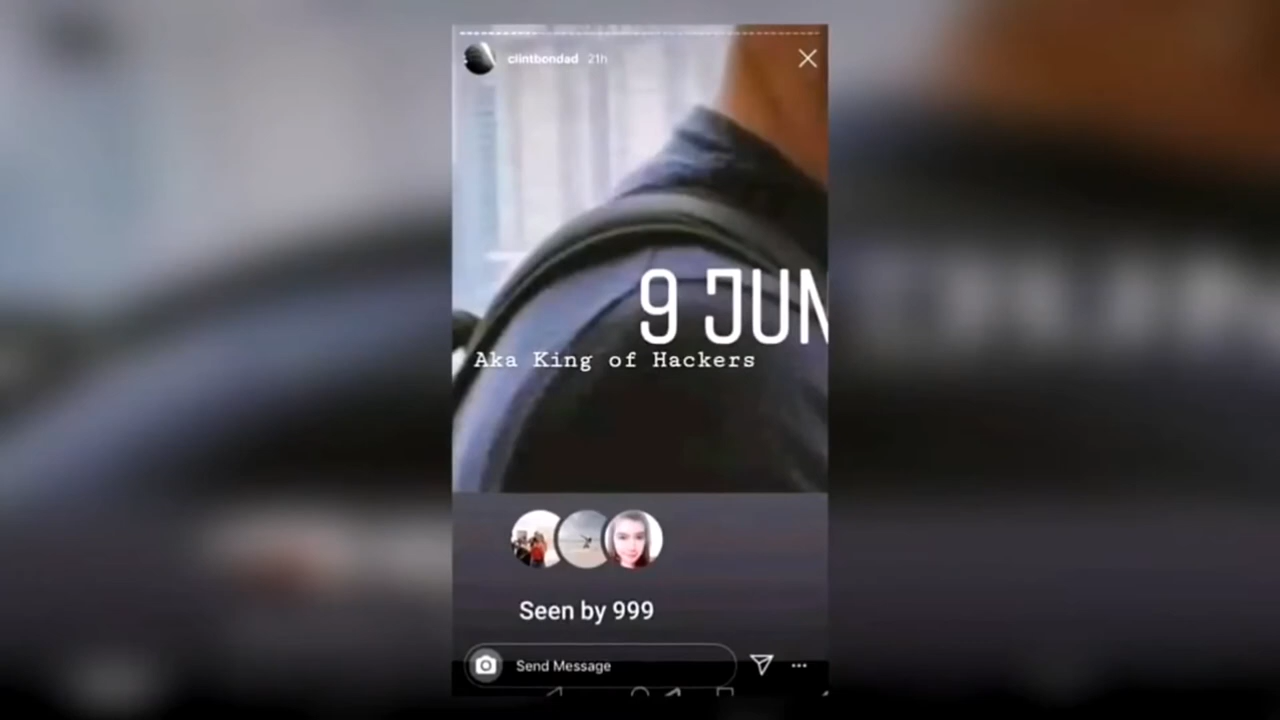 clintbondad 21h
9 JUN
Aka King of Hackers
Seen by 999
Send Message